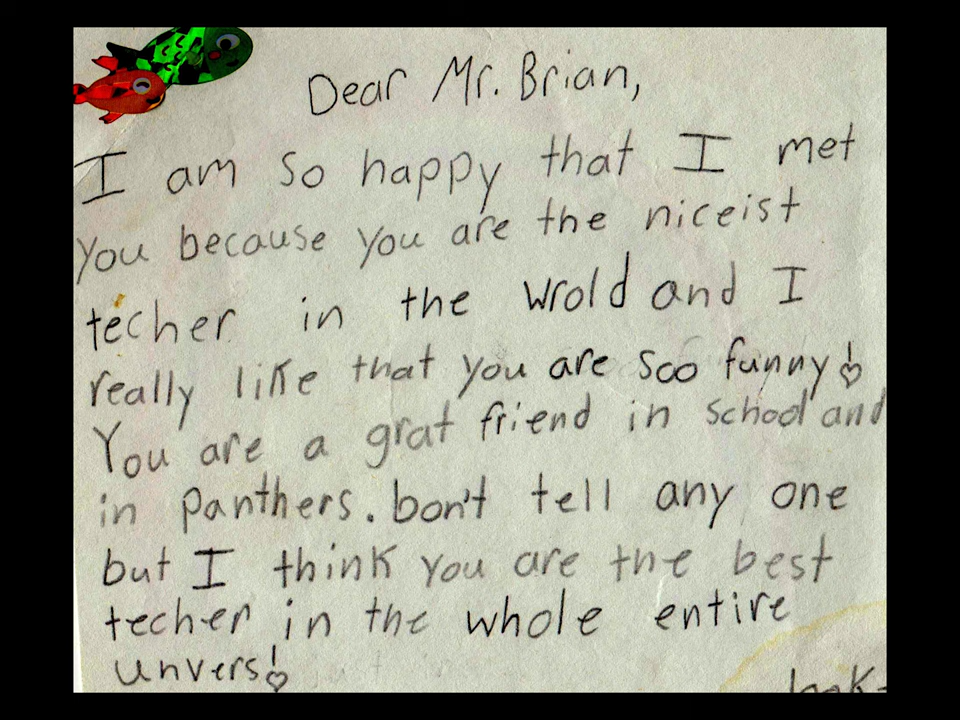 Dear Mr. Brian,
I am so happy that I met
you because you are the niceist
techer in the wrold and I
really like that you are soo funny!
You are a grat friend in school and
in panthers. bon't tell any one
but I think you are the best
techer in the whole entire
unvers!